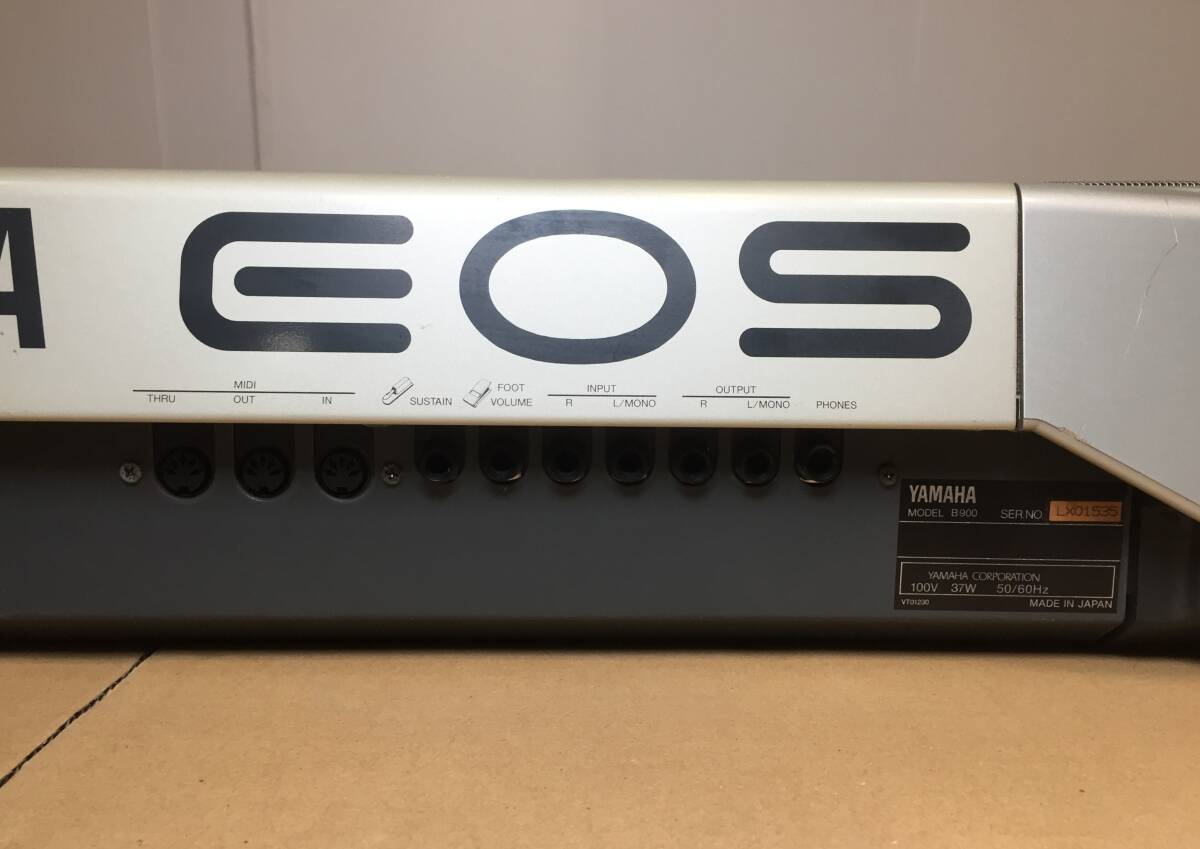 A EOS
MIDI
THRU OUT IN
SUSTAIN
FOOT
VOLUME
INPUT
R L/MONO
OUTPUT
R L/MONO
PHONES
YAMAHA
MODEL B900 SER NO LX01535
YAMAHA CORPORATION
100V 37W 50/60Hz
VT01230 MADE IN JAPAN